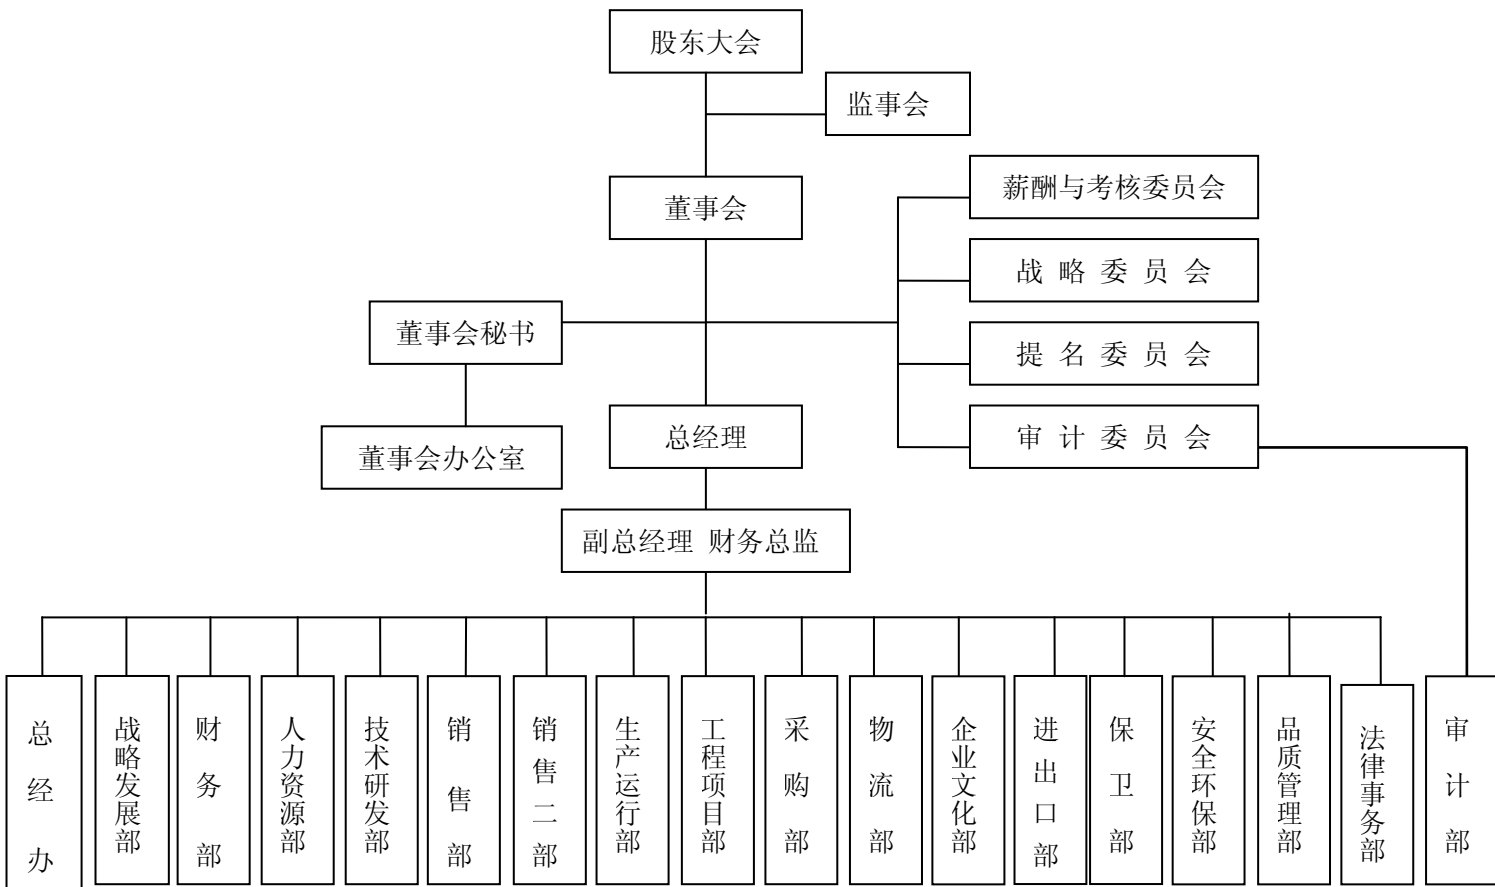 股东大会
监事会
董事会
薪酬与考核委员会
战略委员会
董事会秘书
提名委员会
总经理
审计委员会
董事会办公室
副总经理 财务总监
总经办
战略发展部
财务部
人力资源部
技术研发部
销售部
销售二部
生产运行部
工程项目部
采购部
物流部
企业文化部
进出口部
保卫部
安全环保部
品质管理部
法律事务部
审计部